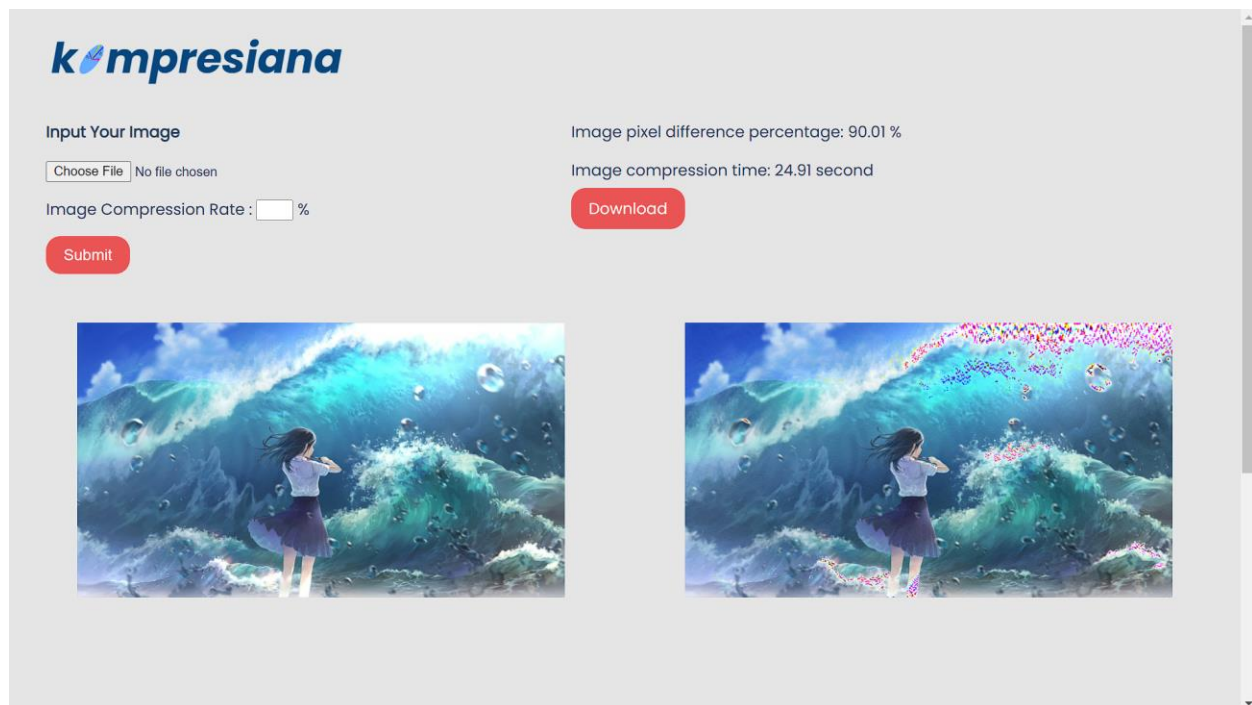 kompresiana
Input Your Image
Choose File No file chosen
Image Compression Rate : %
Submit
Image pixel difference percentage: 90.01 %
Image compression time: 24.91 second
Download